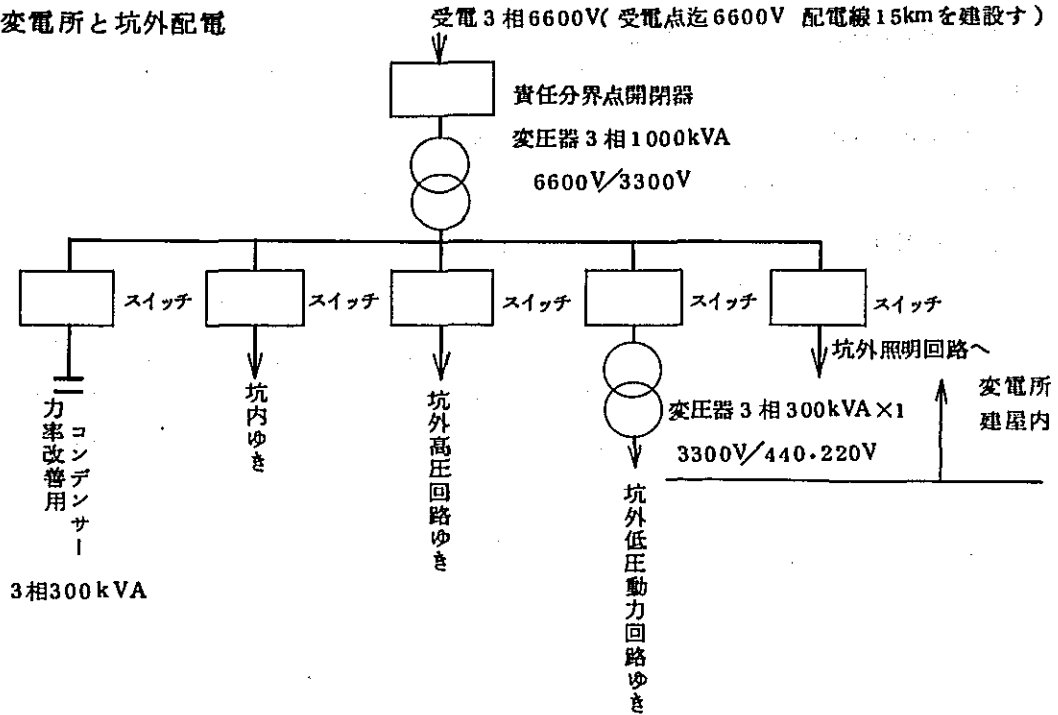 変電所と坑外配電
受電3相6600V(受電点迄6600V 配電線15kmを建設す)
責任分界点開閉器
変圧器3相1000kVA
6600V/3300V
スイッチ
スイッチ
スイッチ
スイッチ
スイッチ
坑外照明回路へ
変電所
建屋内
変圧器3相300kVA×1
3300V/440・220V
コンデンサー
力率改善用
3相300kVA
坑内ゆき
坑外高圧回路ゆき
坑外低圧動力回路ゆき